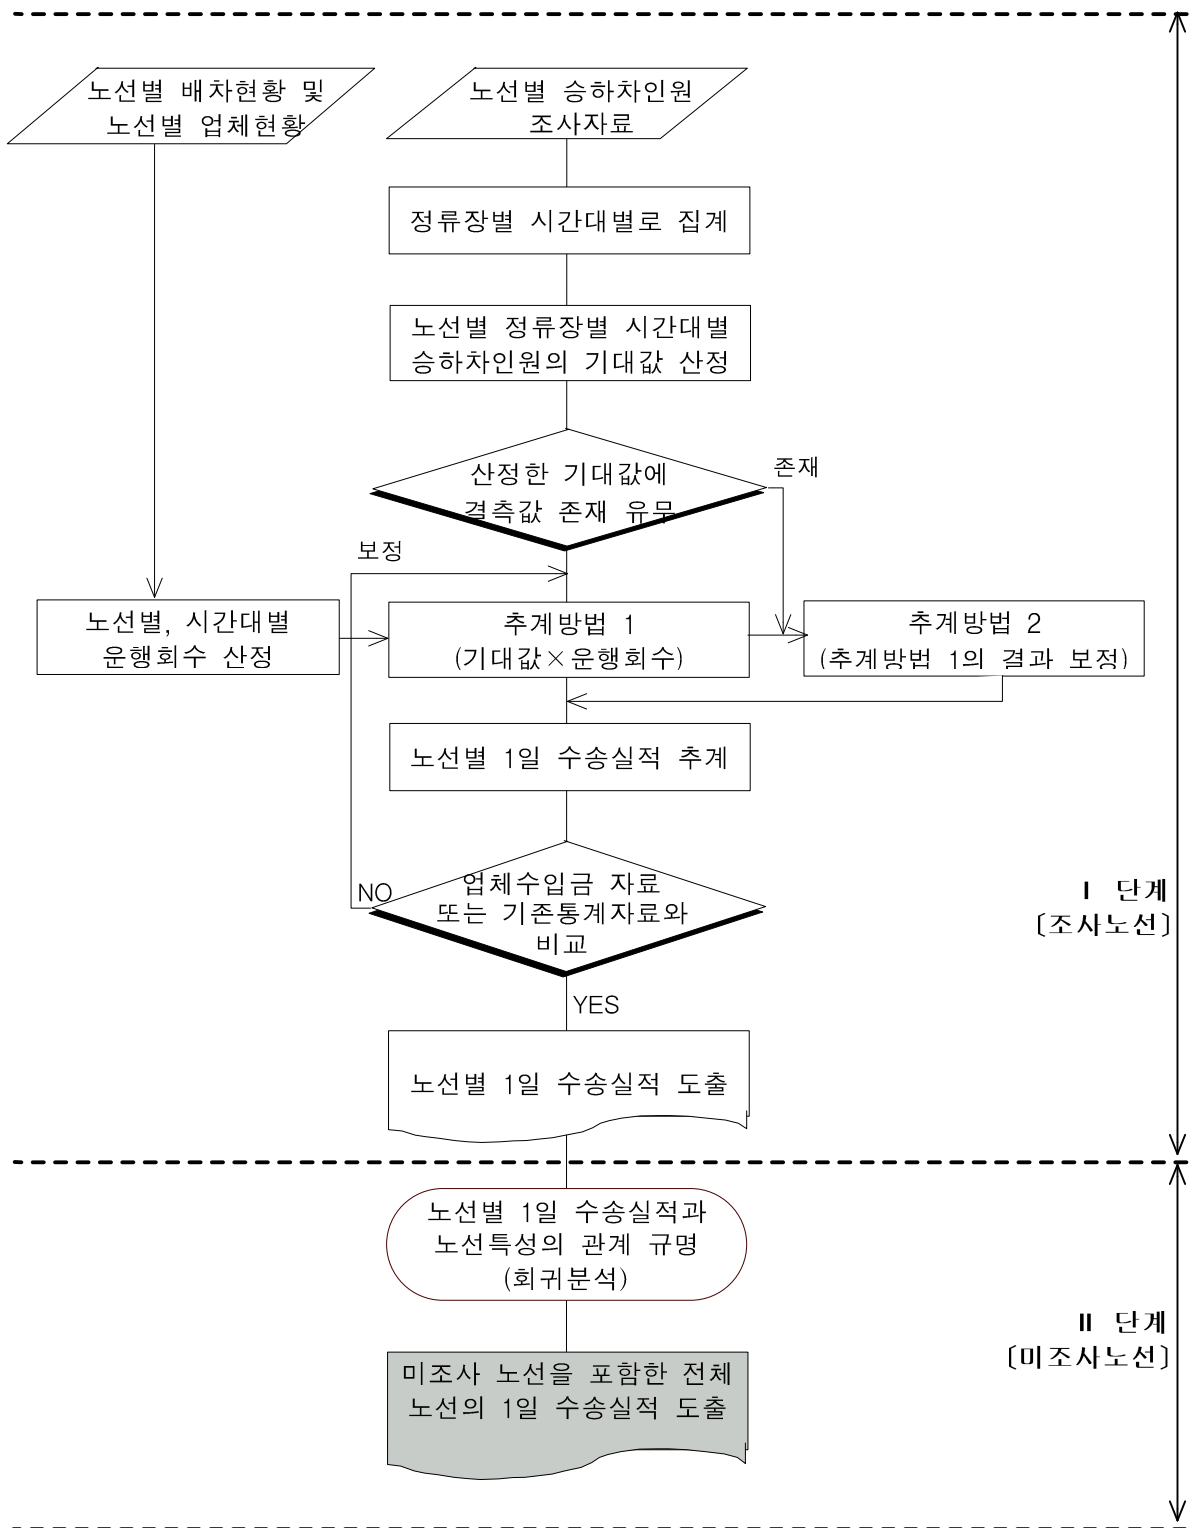 노선별 배차현황 및
노선별 업체현황
노선별 승하차인원
조사자료
정류장별 시간대별로 집계
노선별 정류장별 시간대별
승하차인원의 기대값 산정
산정한 기대값에
결측값 존재 유무
존재
보정
노선별, 시간대별
운행회수 산정
추계방법 1
(기대값×운행회수)
추계방법 2
(추계방법 1의 결과 보정)
노선별 1일 수송실적 추계
업체수입금 자료
또는 기존통계자료와
비교
NO
YES
Ⅰ 단계
(조사노선)
노선별 1일 수송실적 도출
노선별 1일 수송실적과
노선특성의 관계 규명
(회귀분석)
Ⅱ 단계
(미조사노선)
미조사 노선을 포함한 전체
노선의 1일 수송실적 도출